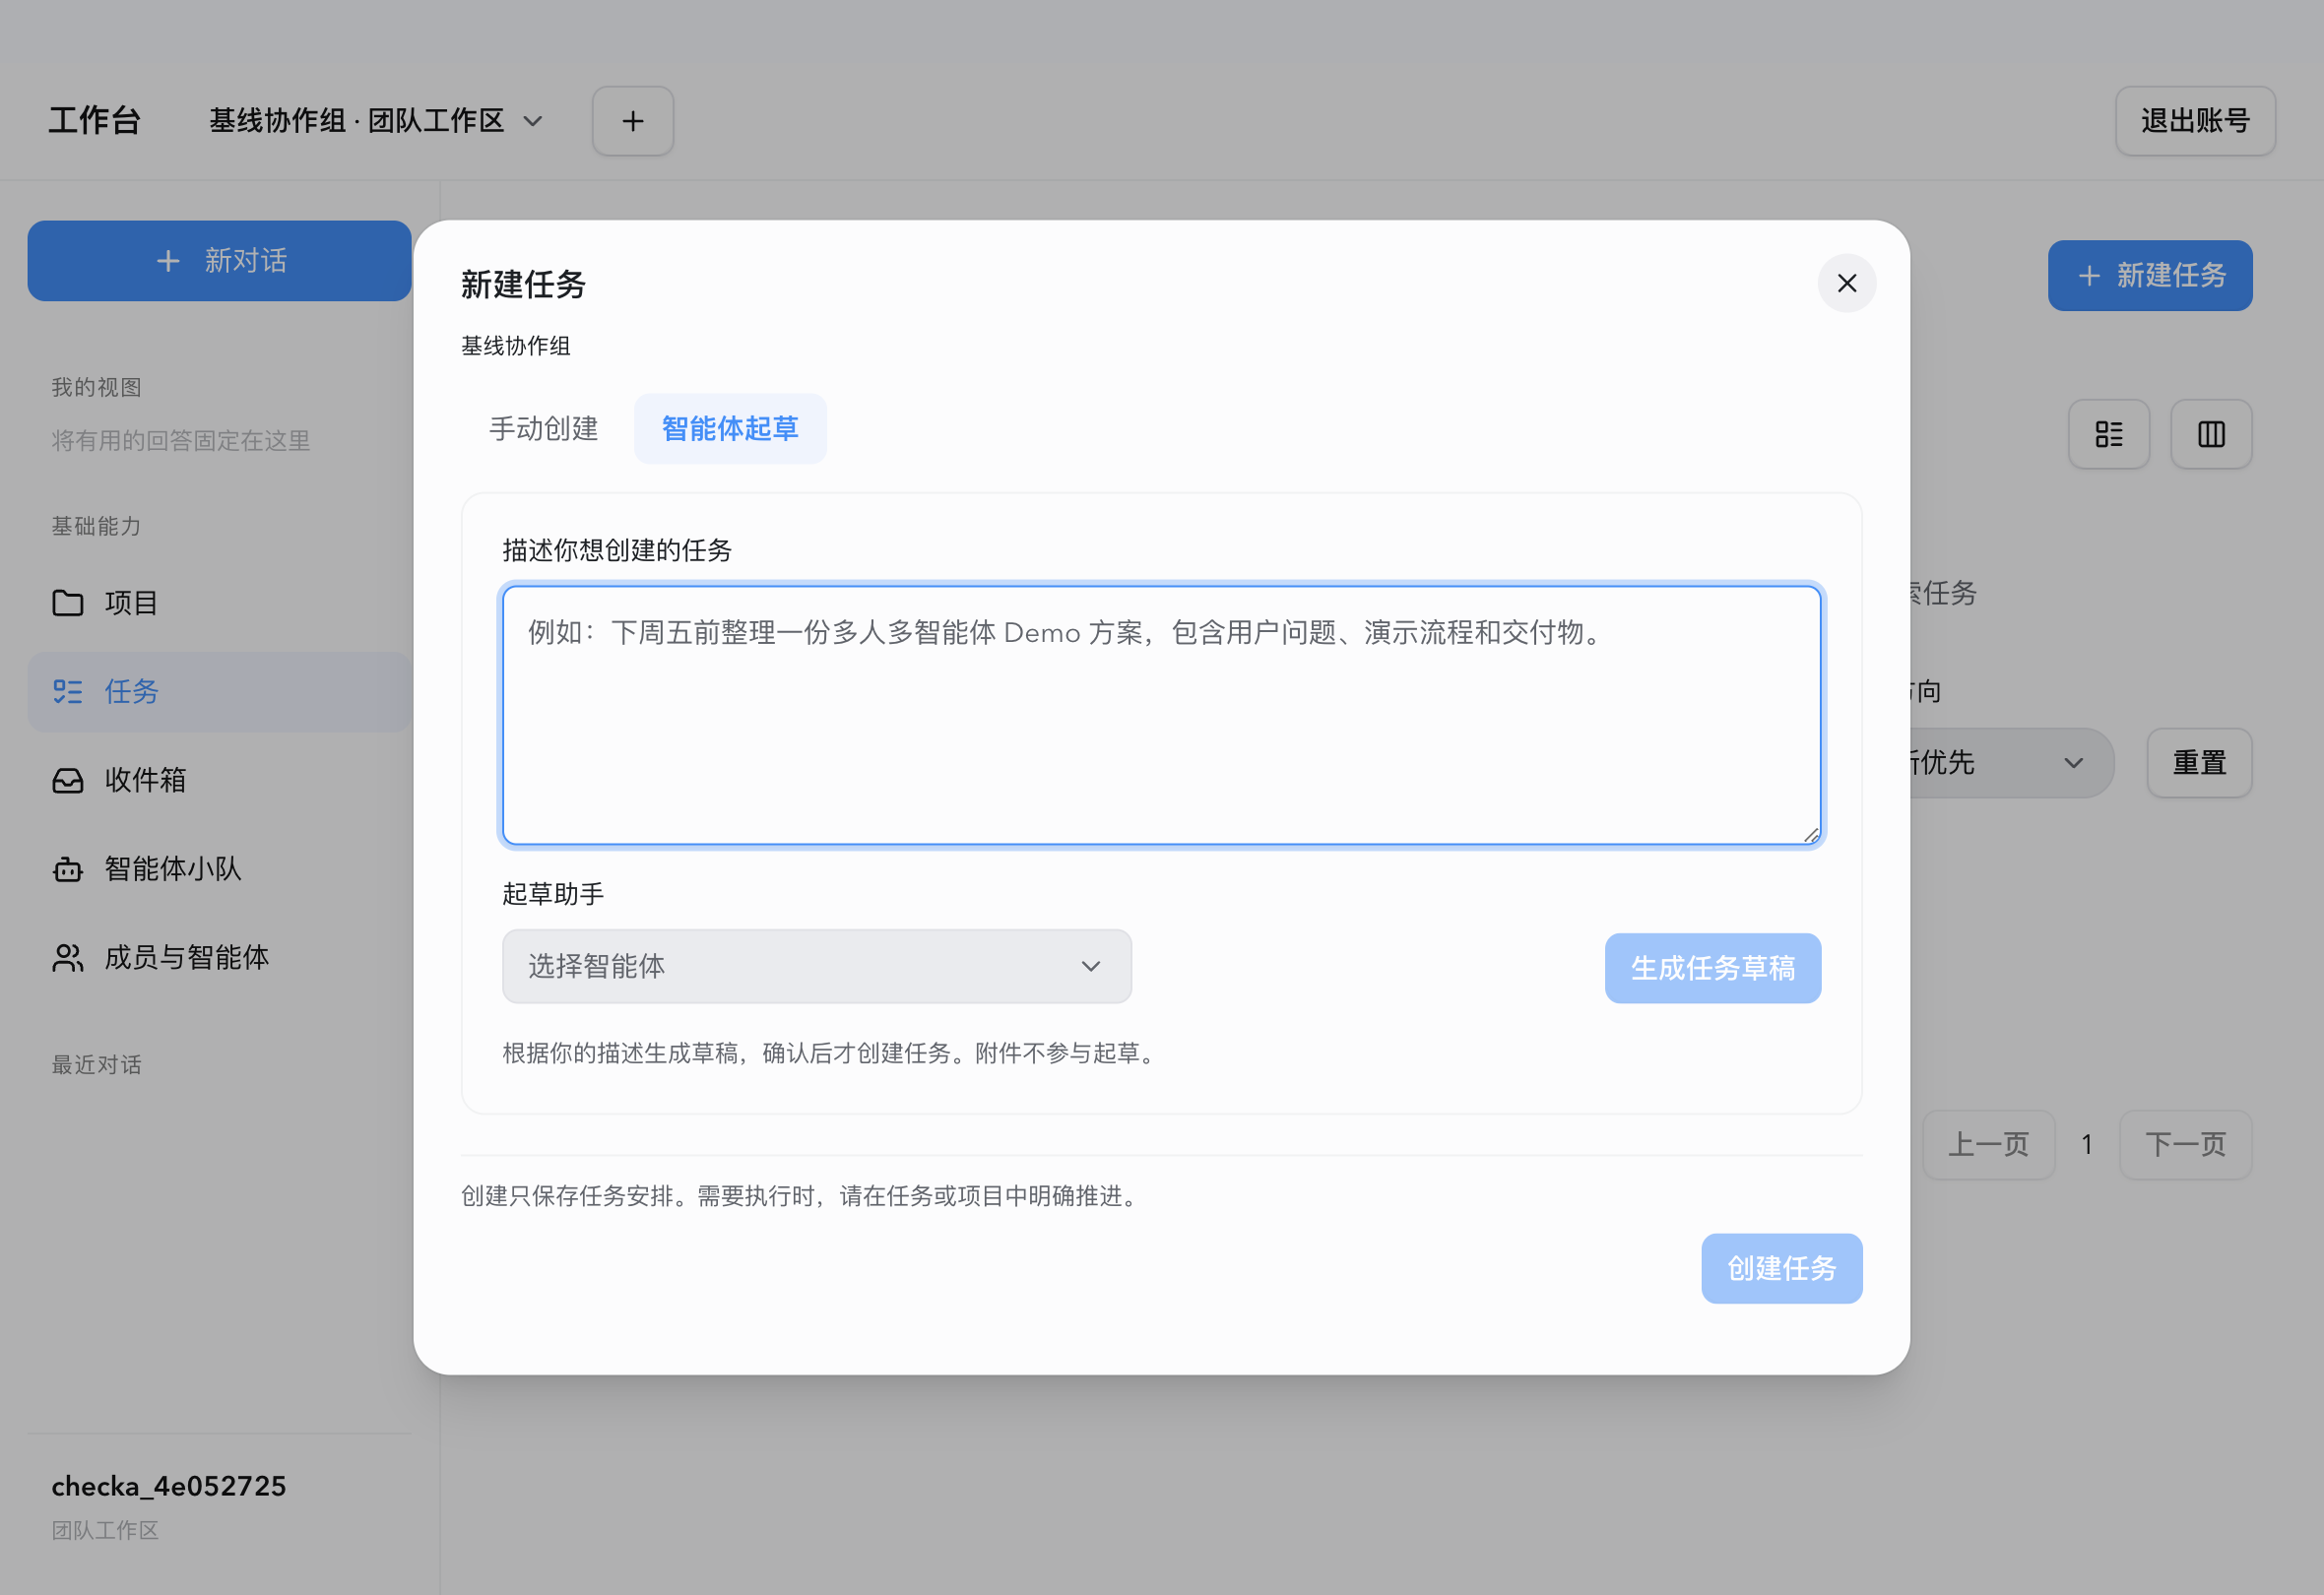 工作台
基线协作组 · 团队工作区
退出账号
新对话
我的视图
将有用的回答固定在这里
基础能力
项目
任务
收件箱
智能体小队
成员与智能体
最近对话
checka_4e052725
团队工作区
新建任务
基线协作组
手动创建
智能体起草
描述你想创建的任务
例如：下周五前整理一份多人多智能体 Demo 方案，包含用户问题、演示流程和交付物。
起草助手
选择智能体
生成任务草稿
根据你的描述生成草稿，确认后才创建任务。附件不参与起草。
创建只保存任务安排。需要执行时，请在任务或项目中明确推进。
创建任务
新建任务
任务
向
优先
重置
上一页
1
下一页